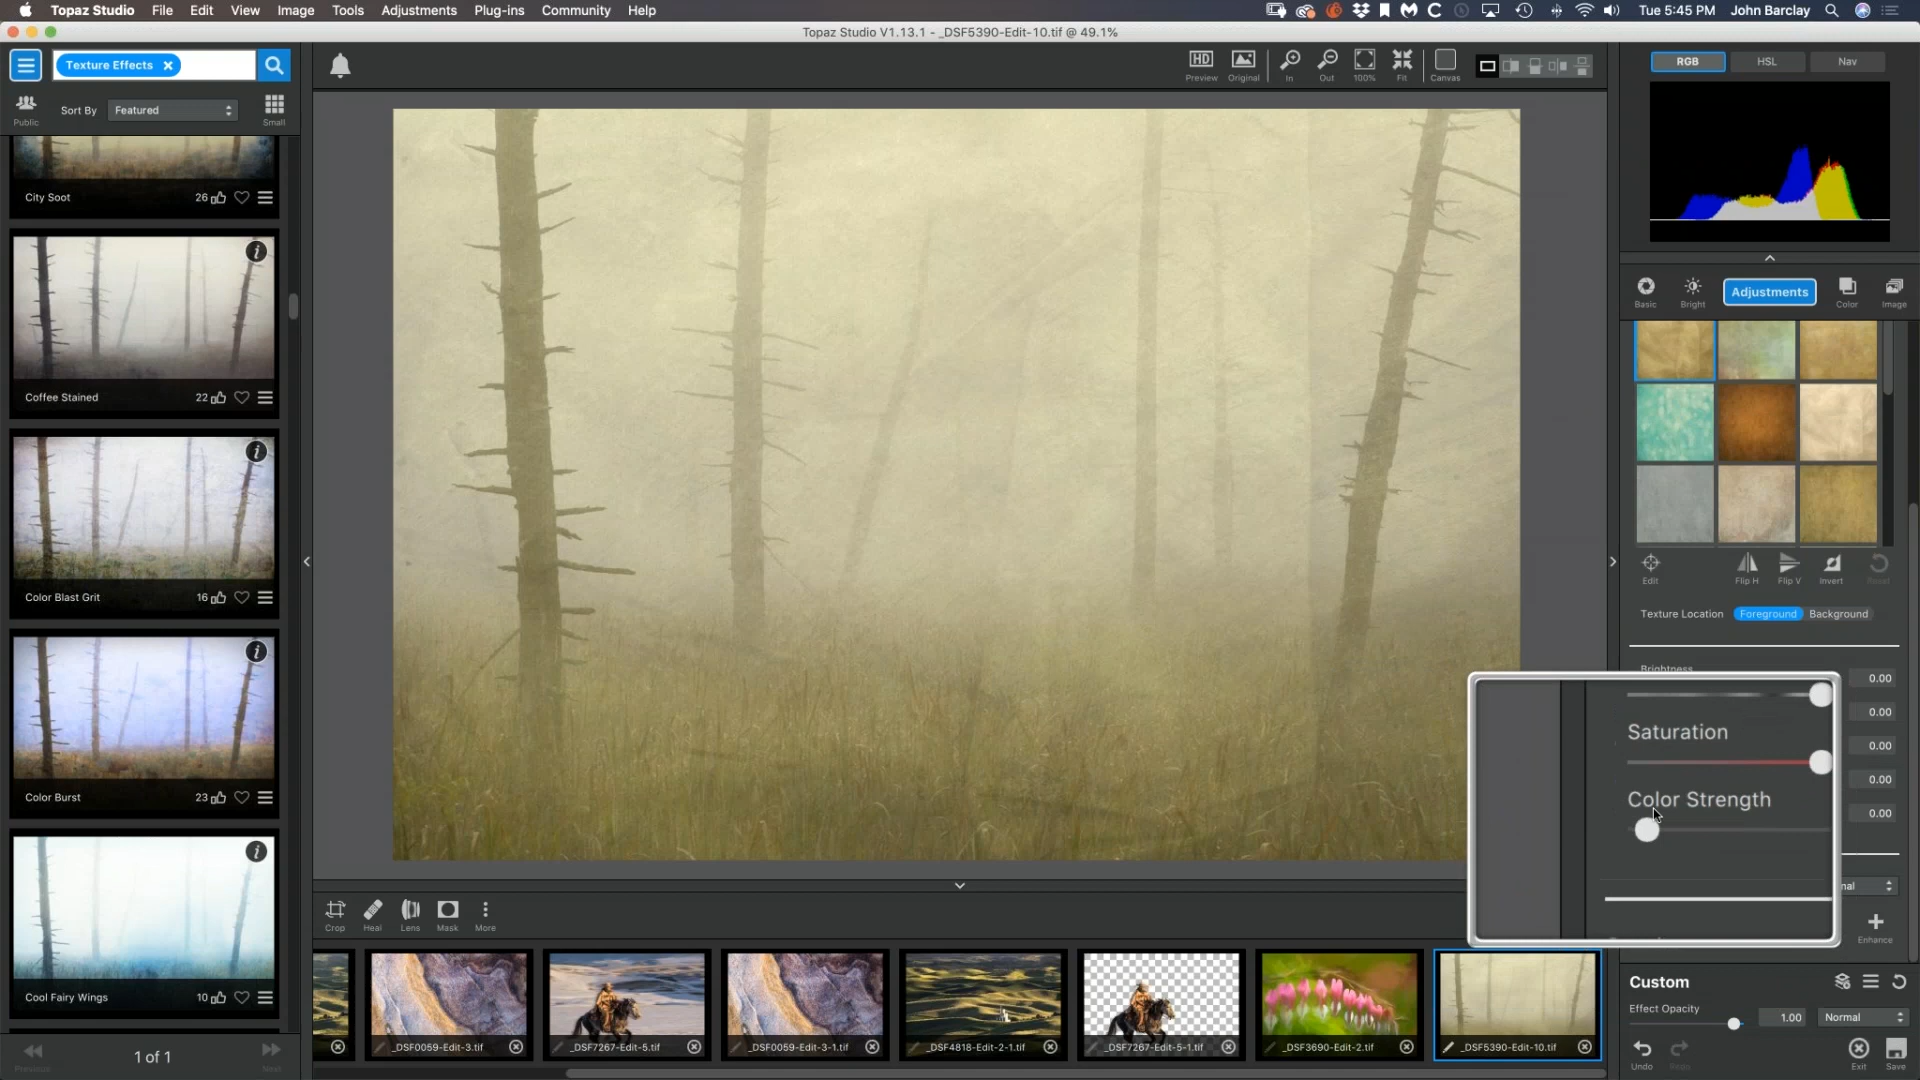 Topaz Studio File Edit View Image Tools Adjustments Plug-ins Community Help Tue 5:45 PM John Barclay
Topaz Studio V1.13.1 - _DSF5390-Edit-10.tif @ 49.1%
Texture Effects
Public Sort By Featured Small
HD Preview Original In Out 100% Fit Canvas
RGB HSL Nav
City Soot 26
Coffee Stained 22
Color Blast Grit 16
Color Burst 23
Cool Fairy Wings 10
1 of 1
Previous Next
Basic Bright Adjustments Color Image
Edit Flip H Flip V Invert Reset
Texture Location Foreground Background
Brightness 0.00
0.00
0.00
0.00
0.00
Saturation
Color Strength
Enhance
Crop Heal Lens Mask More
_DSF0059-Edit-3.tif _DSF7267-Edit-5.tif _DSF0059-Edit-3-1.tif _DSF4818-Edit-2-1.tif _DSF7267-Edit-5-1.tif _DSF3690-Edit-2.tif _DSF5390-Edit-10.tif
Custom
Effect Opacity 1.00 Normal
Undo Redo Exit Save